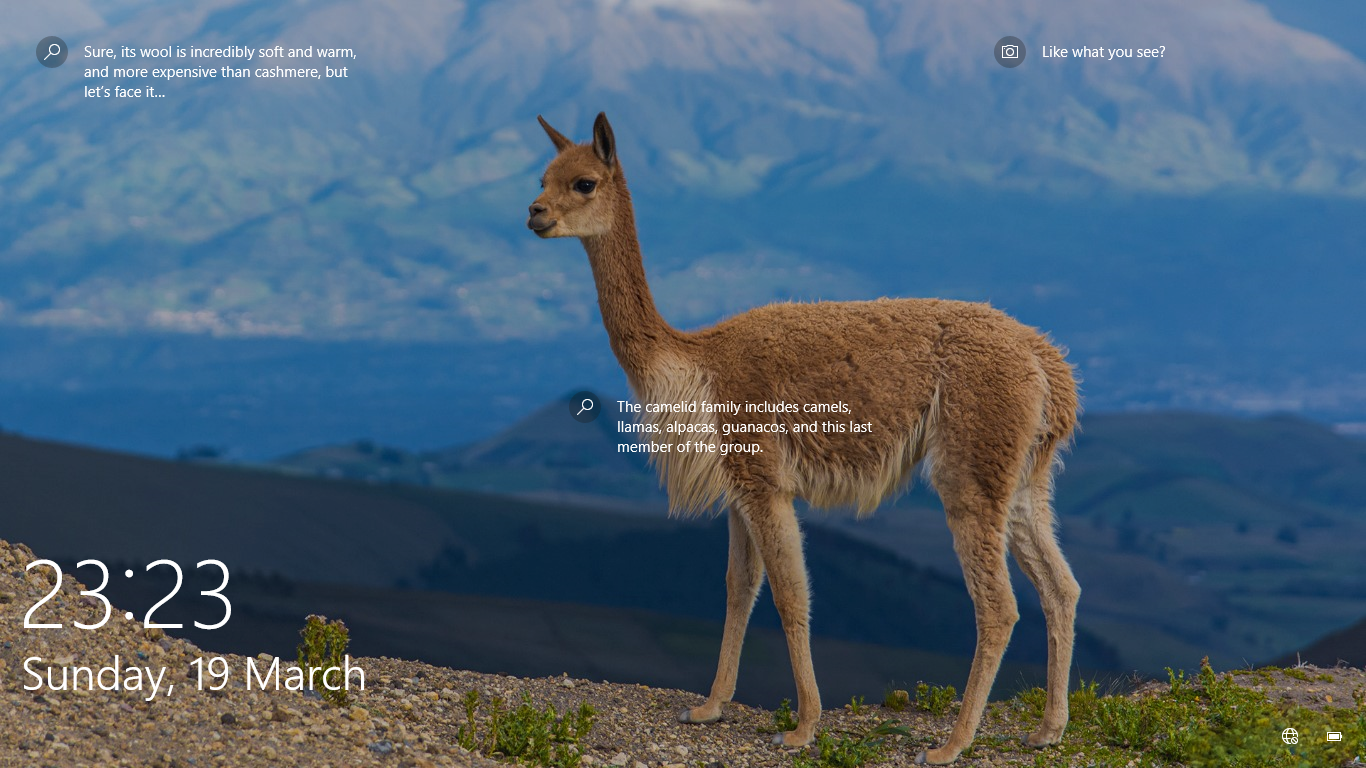 Sure, its wool is incredibly soft and warm,
and more expensive than cashmere, but
let's face it...
Like what you see?
The camelid family includes camels,
llamas, alpacas, guanacos, and this last
member of the group.
23:23
Sunday, 19 March